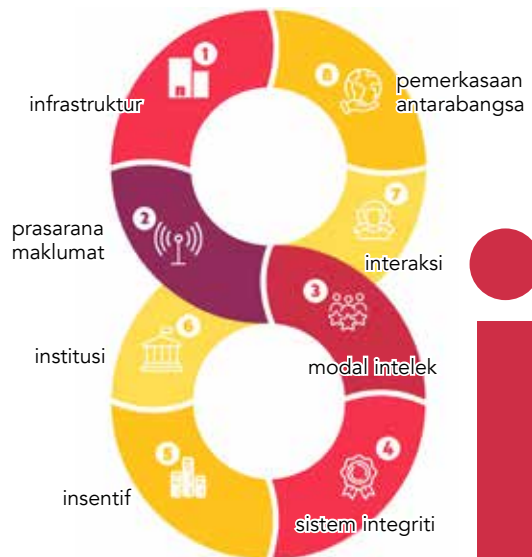 1
infrastruktur
8
pemerkasaan
antarabangsa
2
prasarana
maklumat
7
interaksi
3
modal intelek
6
institusi
5
insentif
4
sistem integriti
i